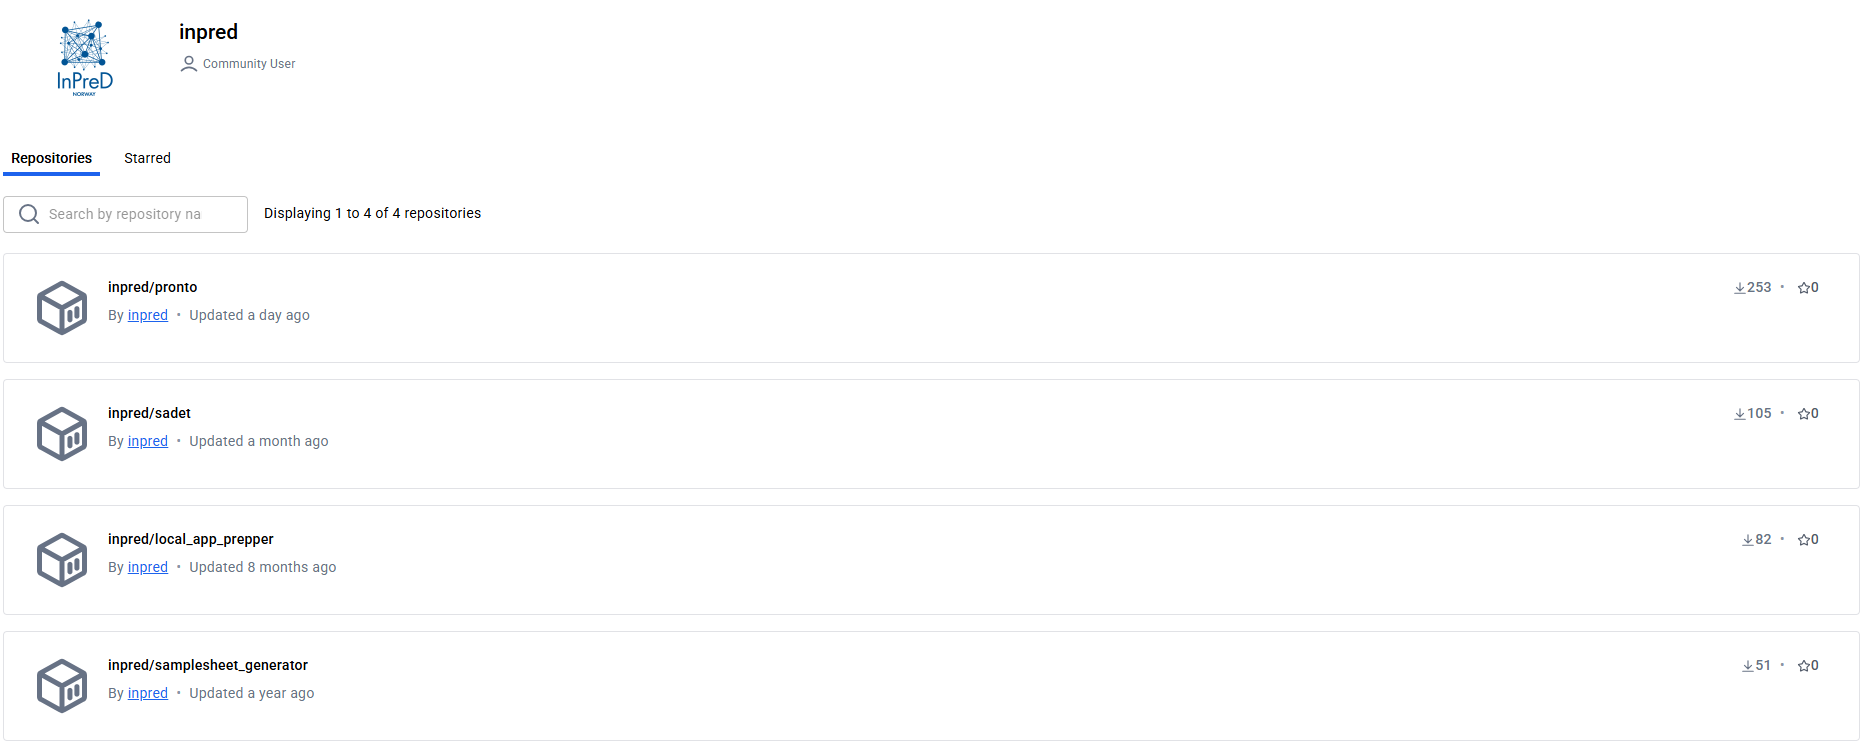 InPreD
NORWAY
inpred
Community User
Repositories Starred
Search by repository na
Displaying 1 to 4 of 4 repositories
inpred/pronto
253 • 0
By inpred • Updated a day ago
inpred/sadet
105 • 0
By inpred • Updated a month ago
inpred/local_app_prepper
82 • 0
By inpred • Updated 8 months ago
inpred/samplesheet_generator
51 • 0
By inpred • Updated a year ago